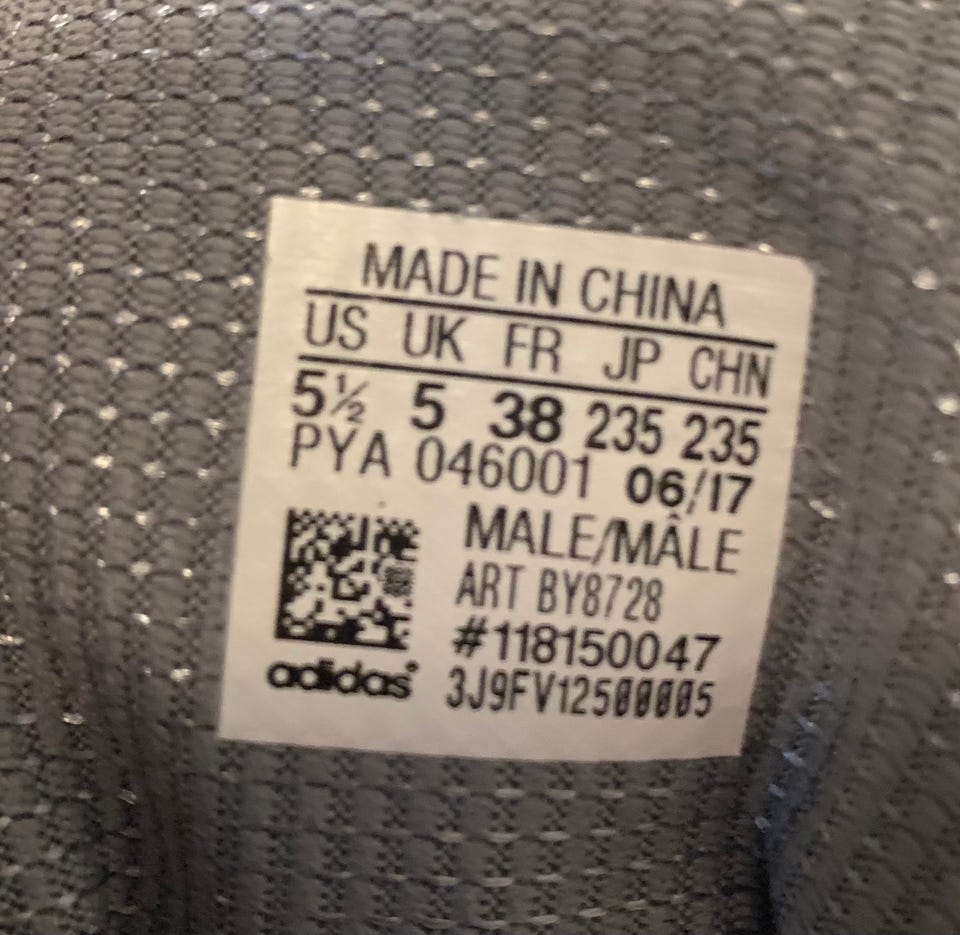 MADE IN CHINA
US UK FR JP CHN
5½ 5 38 235 235
PYA 046001 06/17
MALE/MÂLE
ART BY8728
#118150047
adidas® 3J9FV12500005